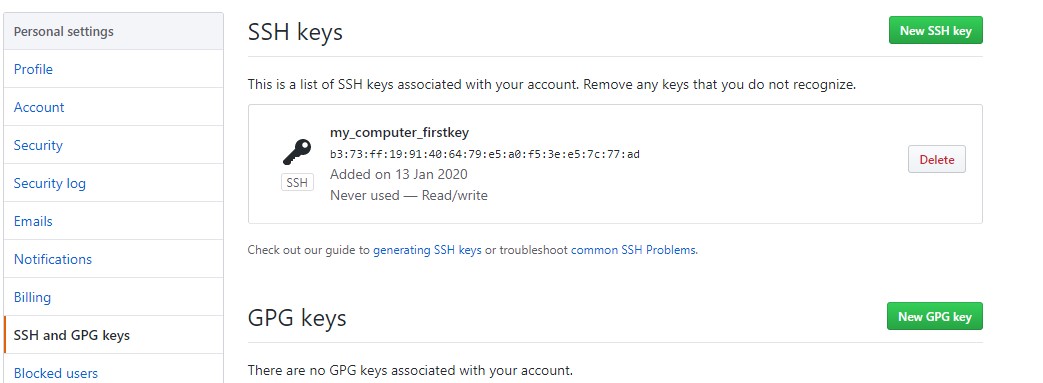 Personal settings
Profile
Account
Security
Security log
Emails
Notifications
Billing
SSH and GPG keys
Blocked users
SSH keys
New SSH key
This is a list of SSH keys associated with your account. Remove any keys that you do not recognize.
my_computer_firstkey
b3:73:ff:19:91:40:64:79:e5:a0:f5:3e:e5:7c:77:ad
SSH
Added on 13 Jan 2020
Never used — Read/write
Delete
Check out our guide to generating SSH keys or troubleshoot common SSH Problems.
GPG keys
New GPG key
There are no GPG keys associated with your account.